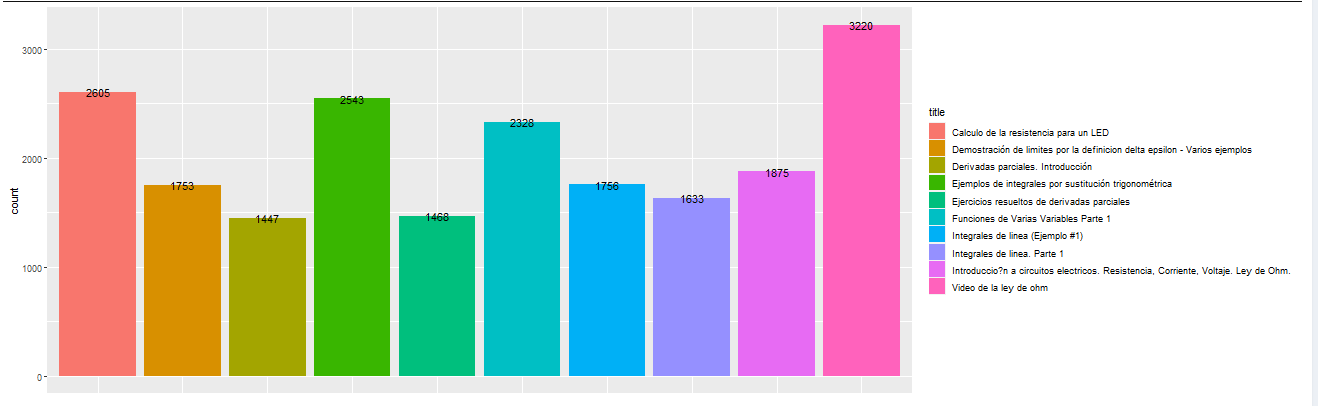 3000
2000
1000
0
count
2605
1753
1447
2543
1468
2328
1756
1633
1875
3220
title
Calculo de la resistencia para un LED
Demostración de limites por la definicion delta epsilon - Varios ejemplos
Derivadas parciales. Introducción
Ejemplos de integrales por sustitución trigonométrica
Ejercicios resueltos de derivadas parciales
Funciones de Varias Variables Parte 1
Integrales de linea (Ejemplo #1)
Integrales de linea. Parte 1
Introduccio?n a circuitos electricos. Resistencia, Corriente, Voltaje. Ley de Ohm.
Video de la ley de ohm